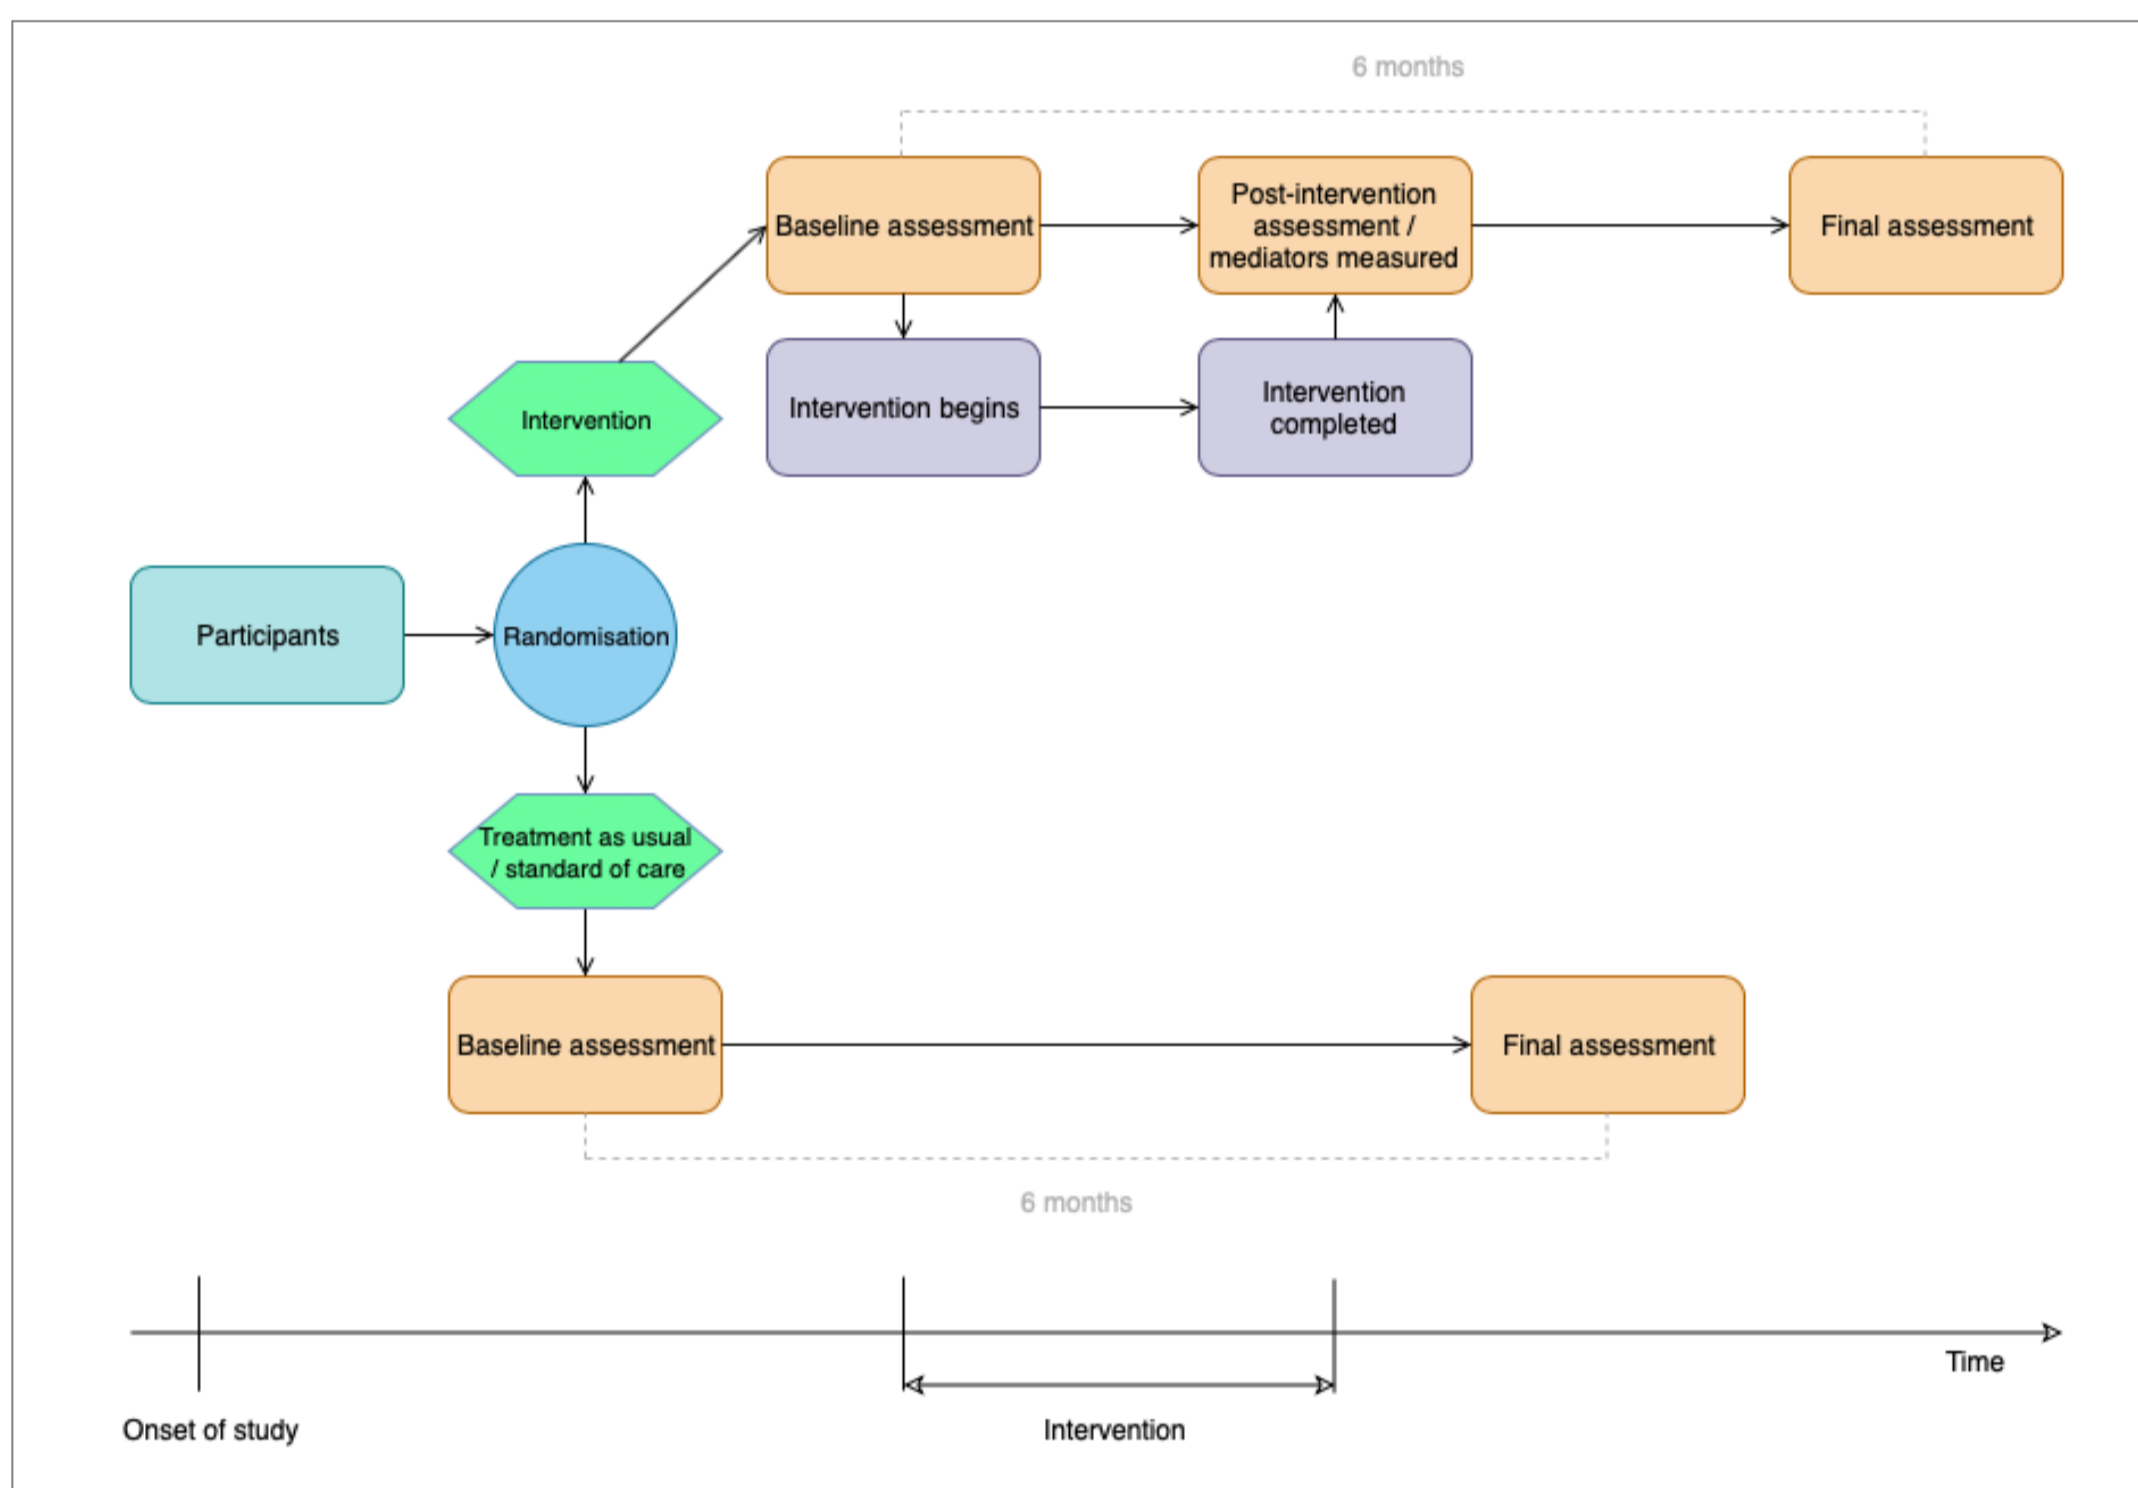 6 months
Baseline assessment
Post-intervention
assessment /
mediators measured
Final assessment
Intervention begins
Intervention
completed
Intervention
Participants
Randomisation
Treatment as usual
/ standard of care
Baseline assessment
Final assessment
6 months
Time
Onset of study
Intervention